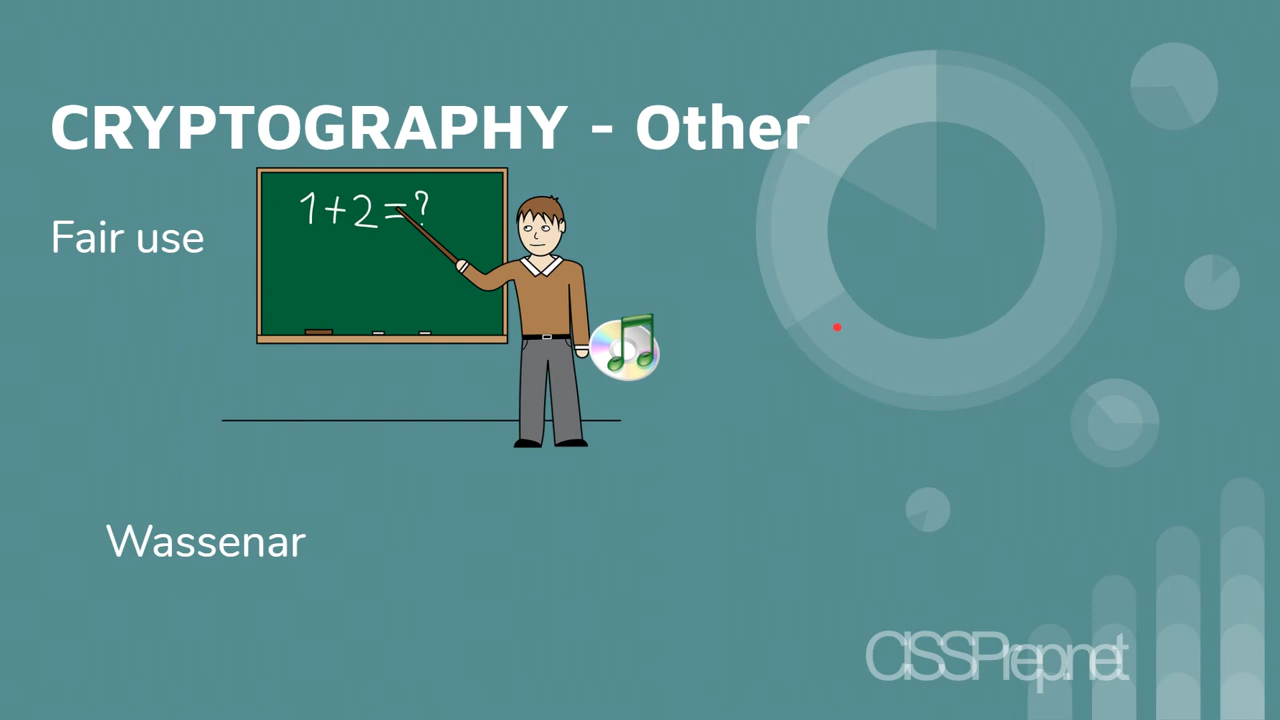 CRYPTOGRAPHY - Other
1+2=?
Fair use
Wassenar
CISSPrep.net